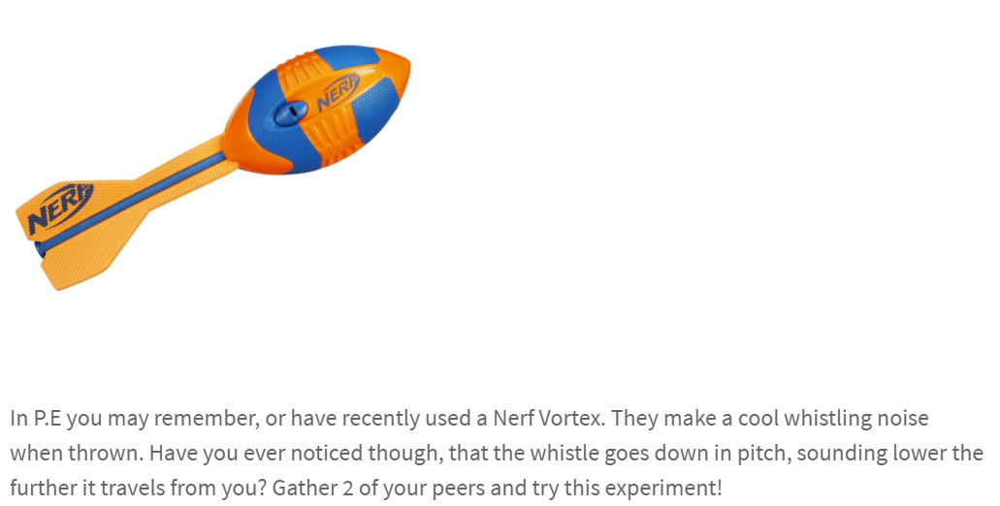 NERF
NERF
In P.E you may remember, or have recently used a Nerf Vortex. They make a cool whistling noise
when thrown. Have you ever noticed though, that the whistle goes down in pitch, sounding lower the
further it travels from you? Gather 2 of your peers and try this experiment!